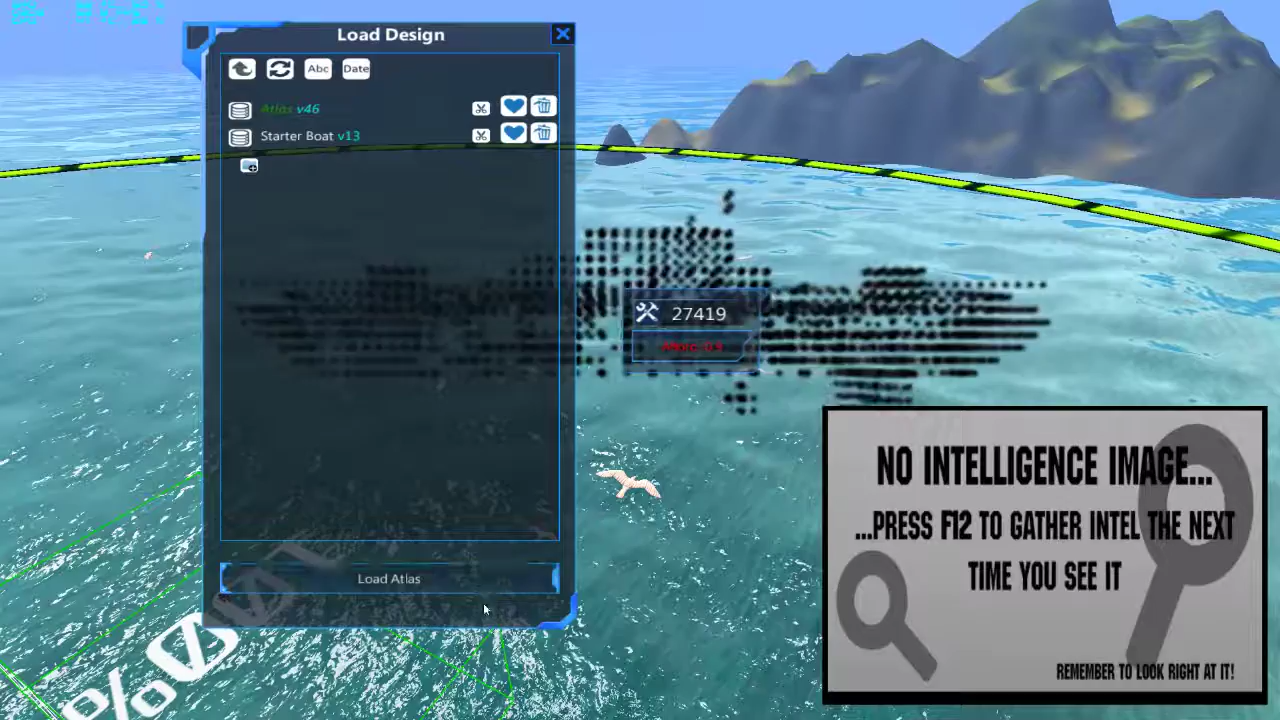 Load Design
Abc Date
Atlas v46
Starter Boat v13
27419
Load Atlas
NO INTELLIGENCE IMAGE...
...PRESS F12 TO GATHER INTEL THE NEXT
TIME YOU SEE IT
REMEMBER TO LOOK RIGHT AT IT!